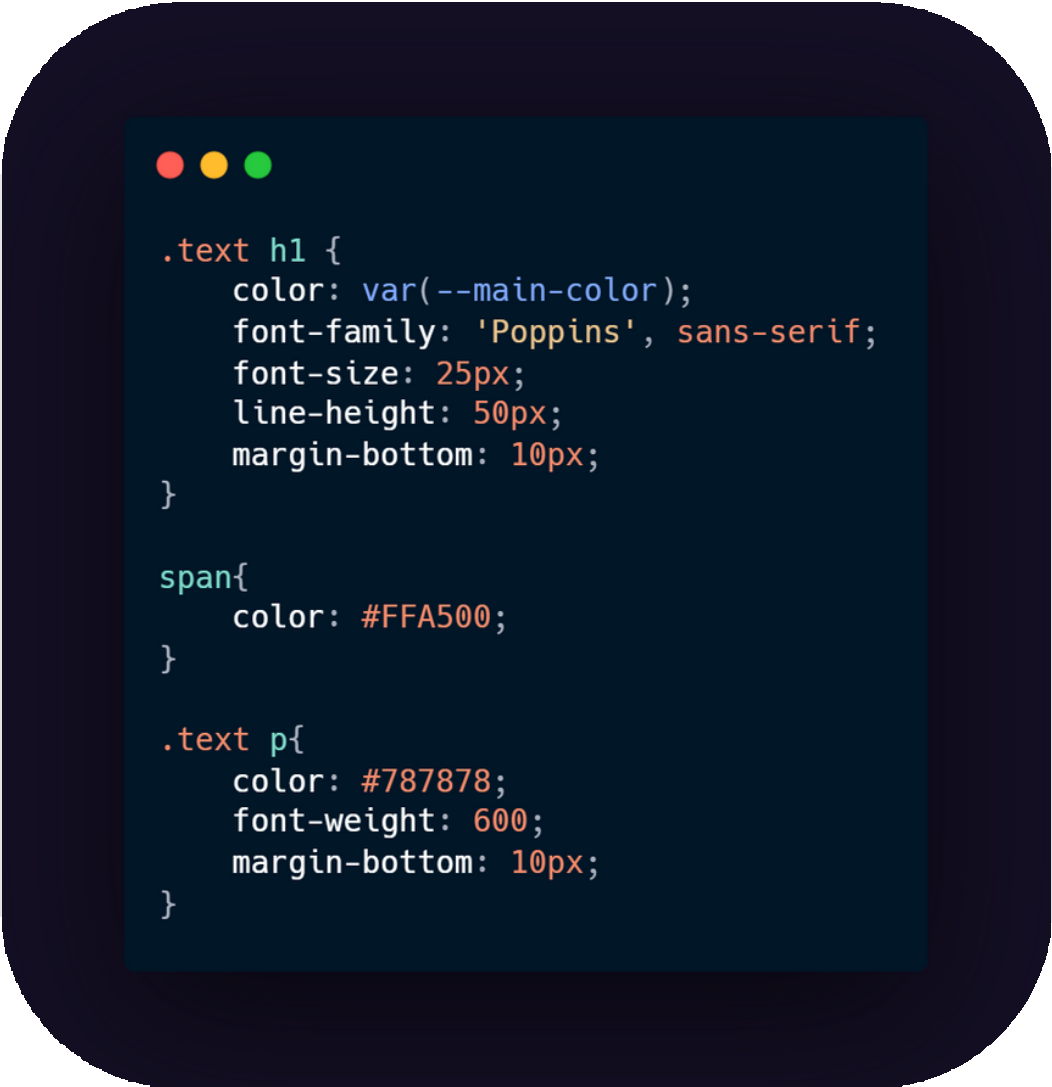 .text h1 {
    color: var(--main-color);
    font-family: 'Poppins', sans-serif;
    font-size: 25px;
    line-height: 50px;
    margin-bottom: 10px;
}

span{
    color: #FFA500;
}

.text p{
    color: #787878;
    font-weight: 600;
    margin-bottom: 10px;
}